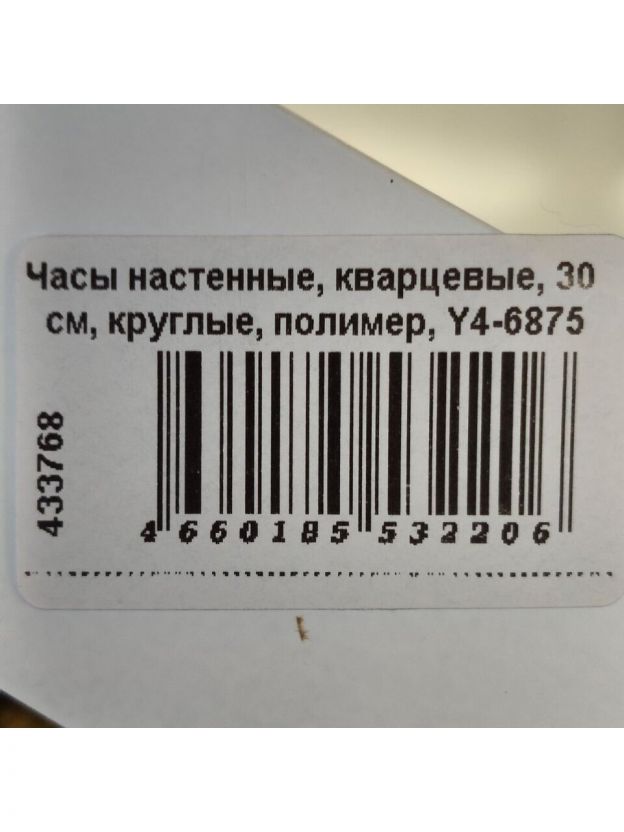 Часы настенные, кварцевые, 30
см, круглые, полимер, Y4-6875
433768
4660185532206